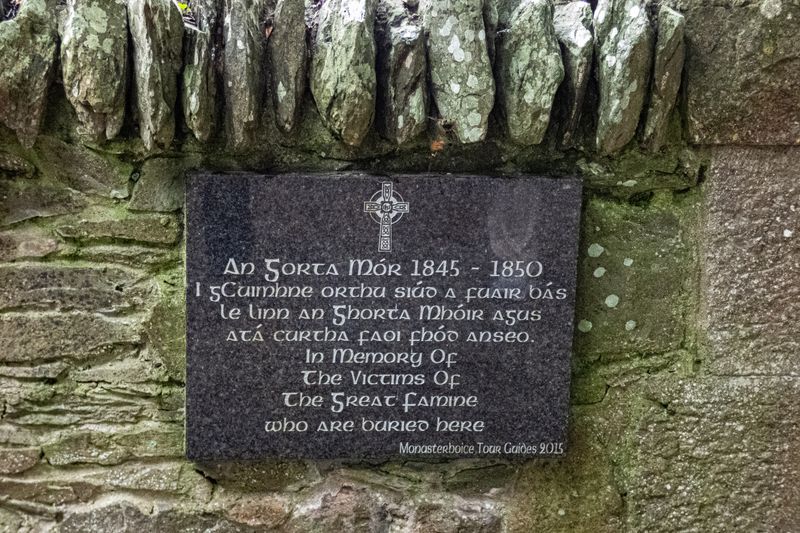 An Gorta Mór 1845 - 1850
I gCuimhne orthu siúd a fuair bás
le linn an Ghorta Mhóir agus
atá curtha faoi fhód anseo.
In Memory Of
The Victims Of
The Great Famine
who are buried here
Monasterboice Tour Guides 2015